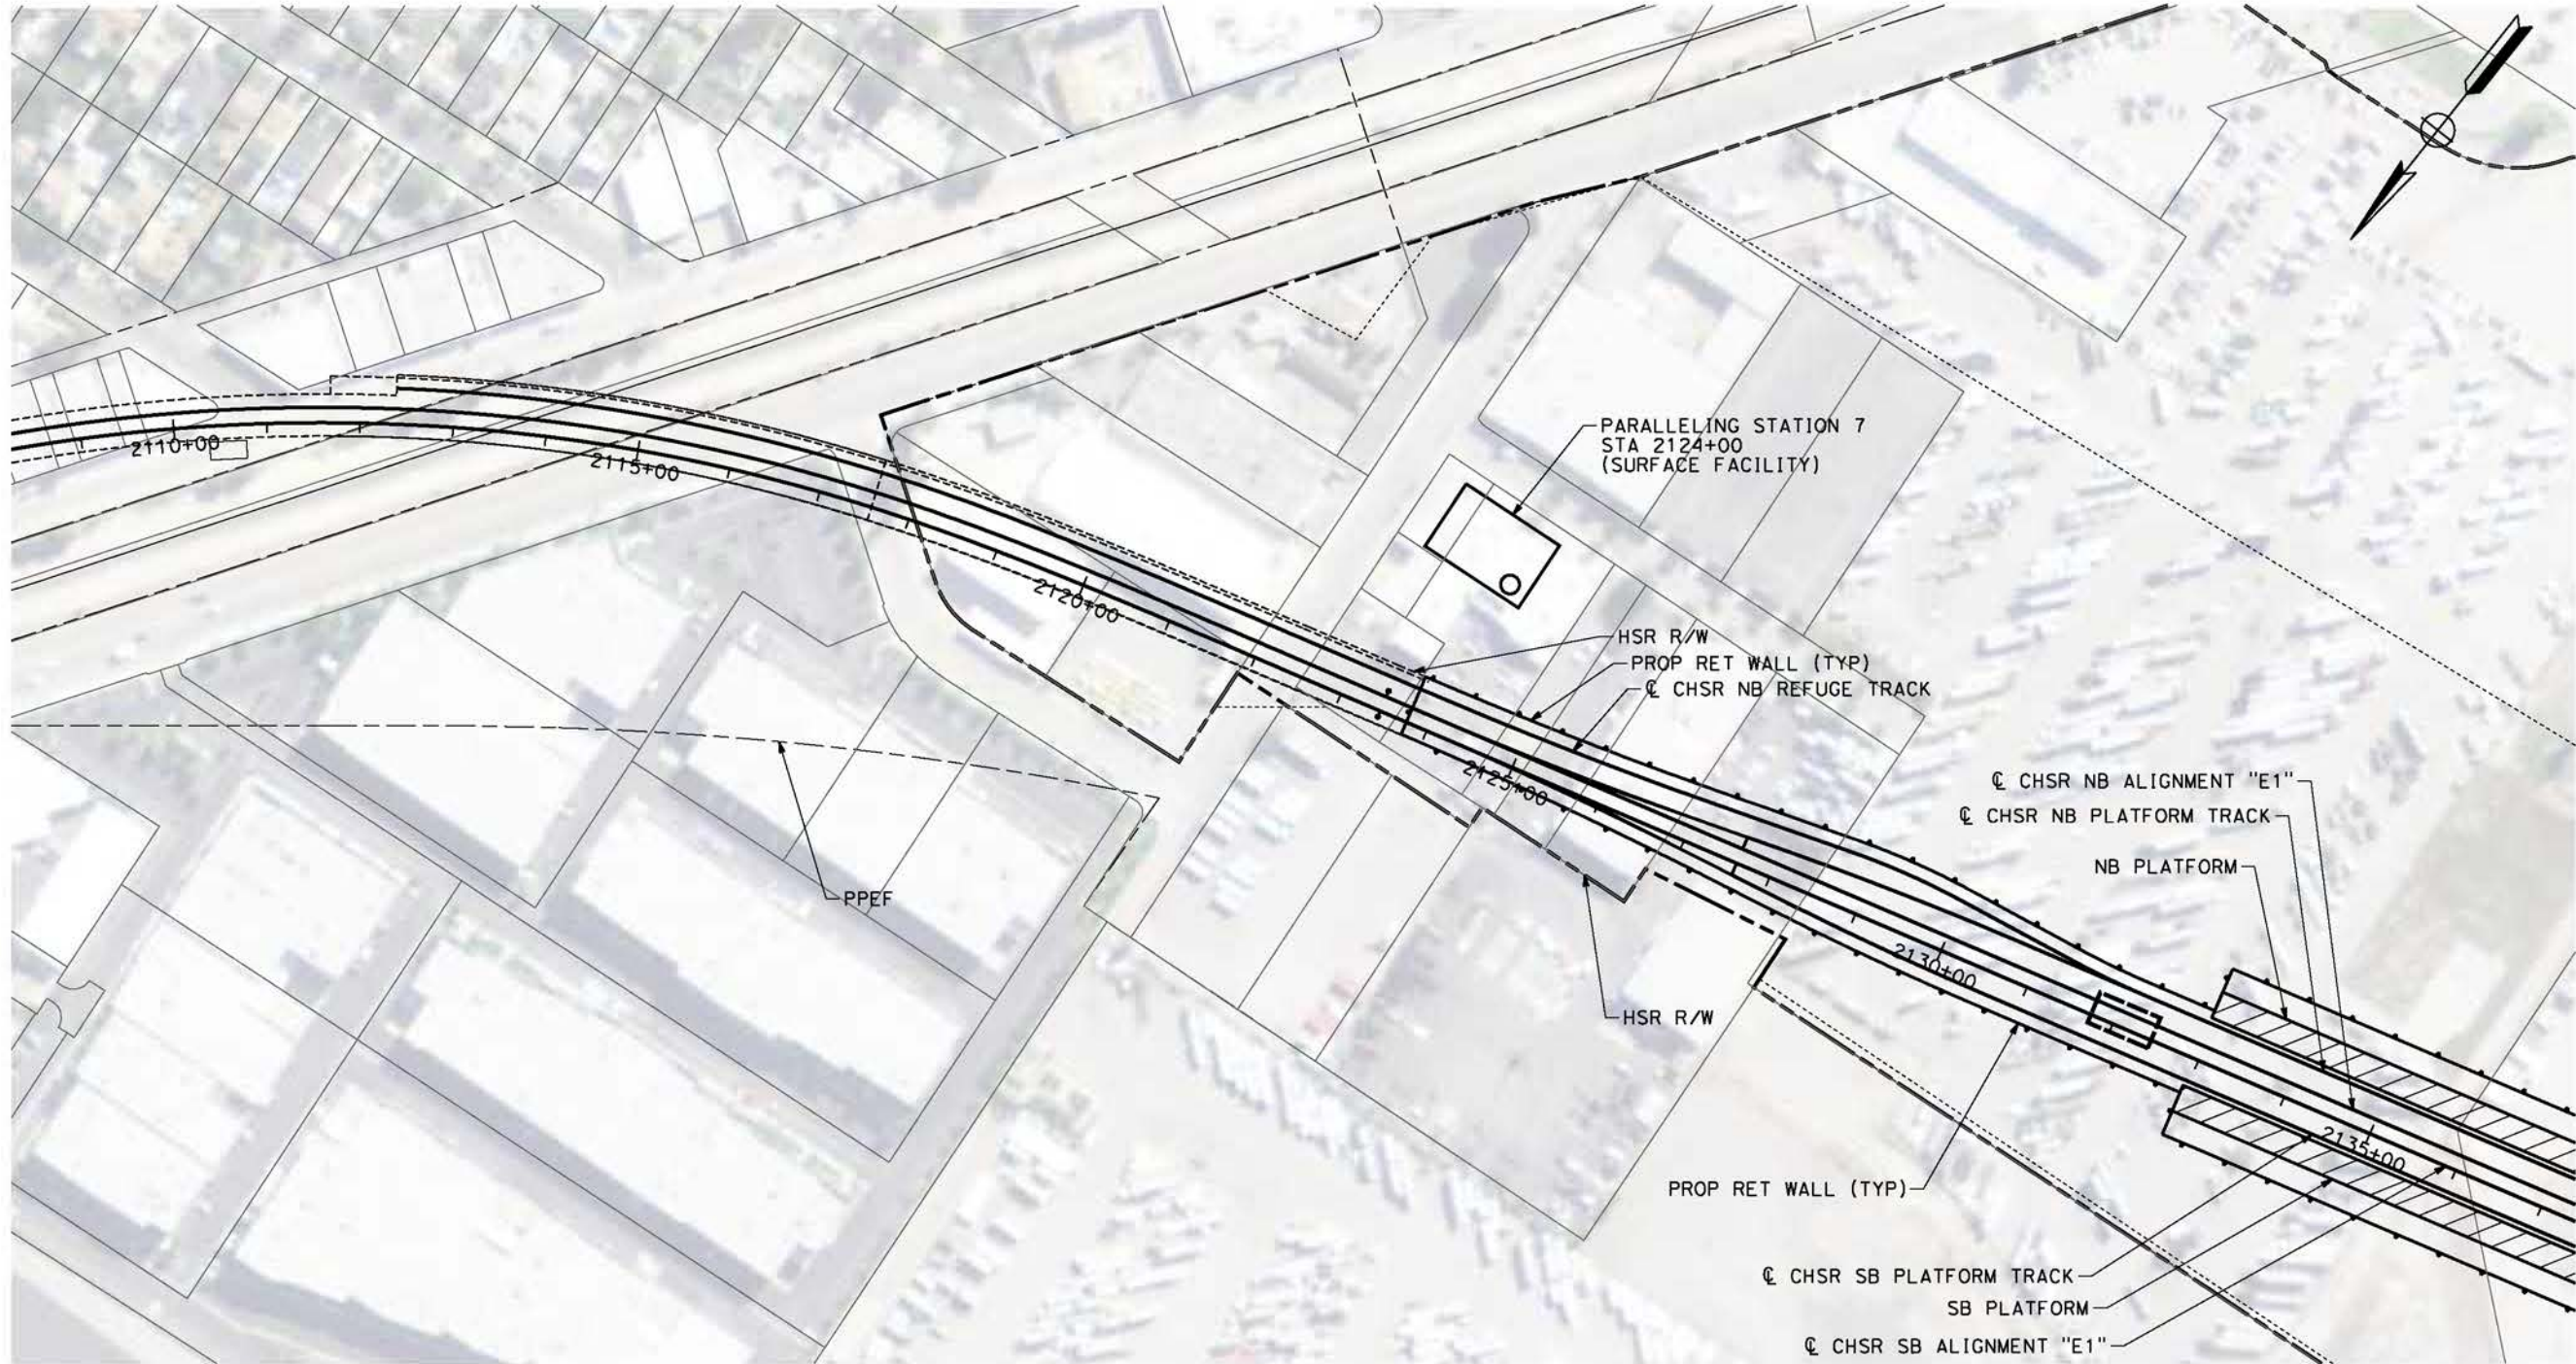 PARALLELING STATION 7
STA 2124+00
(SURFACE FACILITY)
2110+00
2115+00
2120+00
HSR R/W
PROP RET WALL (TYP)
℄ CHSR NB REFUGE TRACK
2125+00
℄ CHSR NB ALIGNMENT "E1"
℄ CHSR NB PLATFORM TRACK
NB PLATFORM
PPEF
2130+00
HSR R/W
2135+00
PROP RET WALL (TYP)
℄ CHSR SB PLATFORM TRACK
SB PLATFORM
℄ CHSR SB ALIGNMENT "E1"